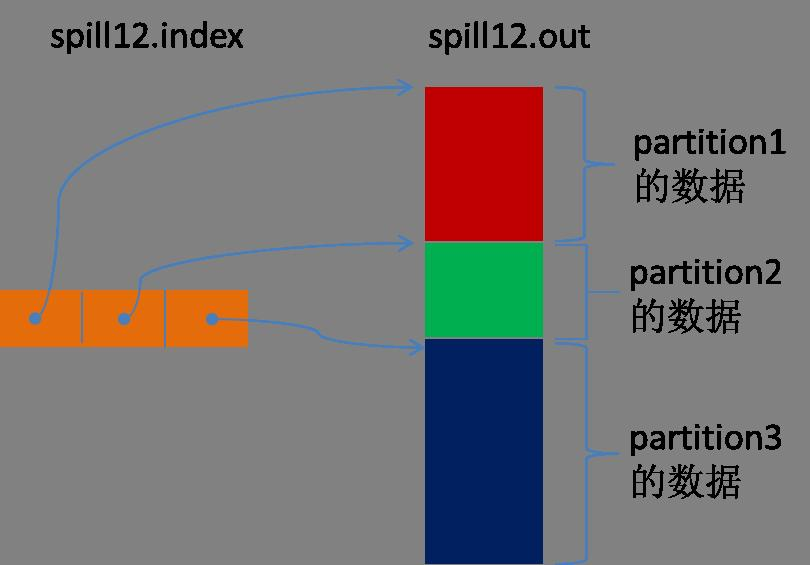 spill12.index
spill12.out
partition1
的数据
partition2
的数据
partition3
的数据